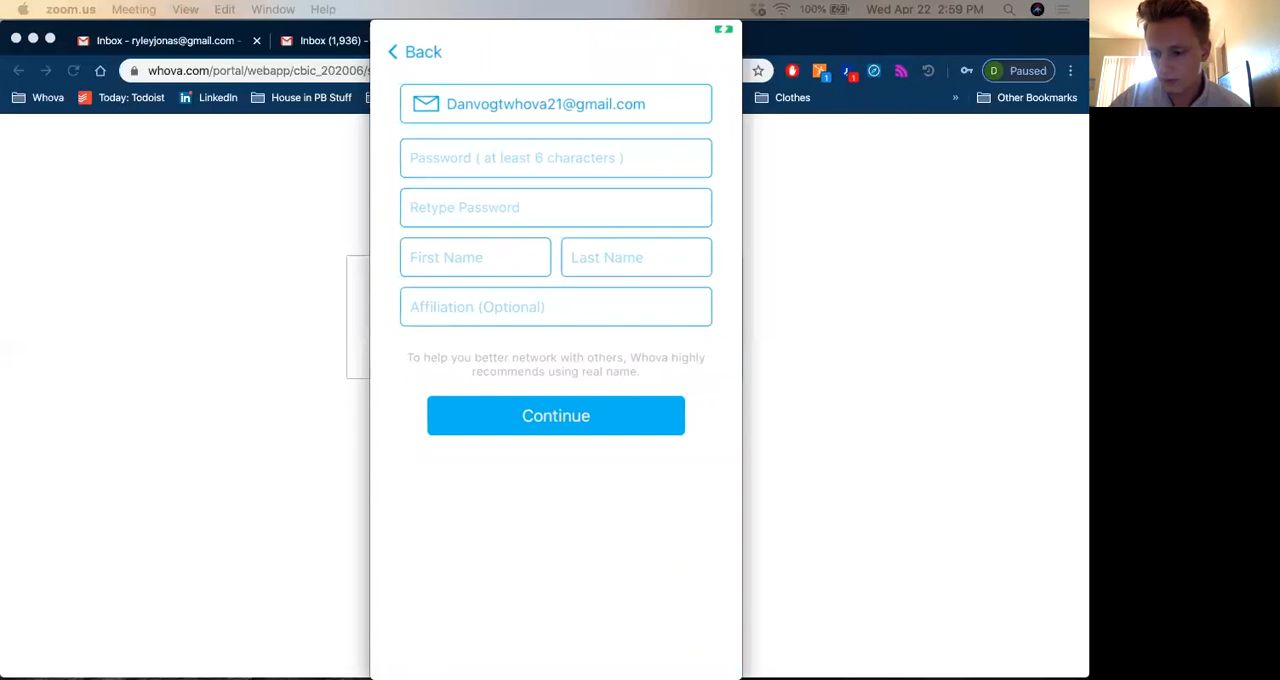 zoom.us Meeting View Edit Window Help 100% Wed Apr 22 2:59 PM
Inbox - ryleyjonas@gmail.com - Inbox (1,936) -
whova.com/portal/webapp/cbic_202006/s D Paused
Whova Today: Todoist LinkedIn House in PB Stuff Clothes » Other Bookmarks
Back
Danvogtwhova21@gmail.com
Password ( at least 6 characters )
Retype Password
First Name Last Name
Affiliation (Optional)
To help you better network with others, Whova highly
recommends using real name.
Continue